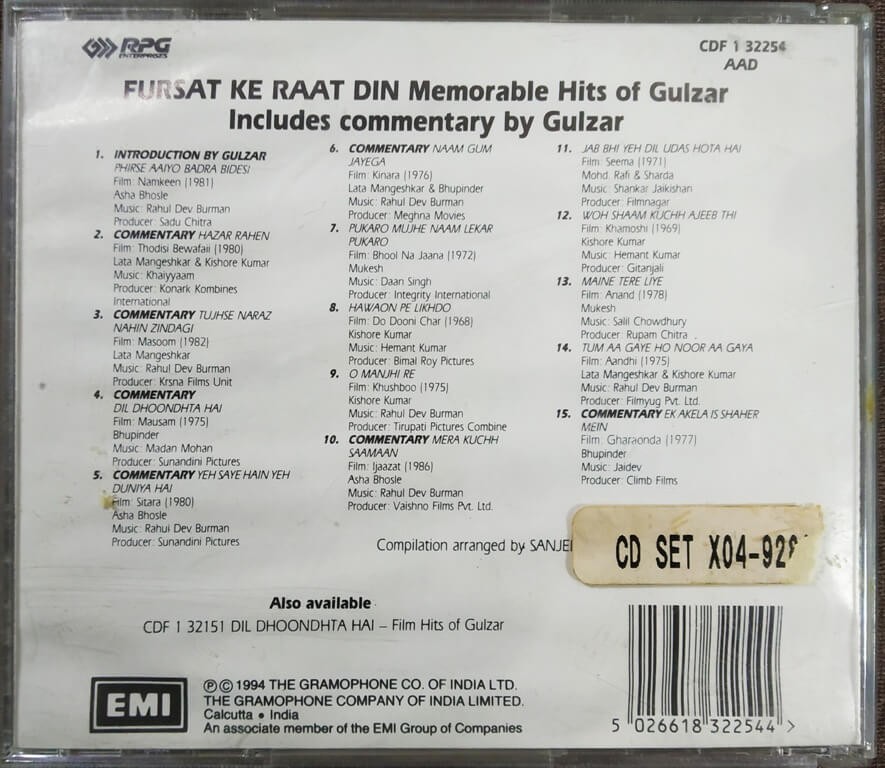 RPG
ENTERPRISES
CDF 1 32254
AAD
FURSAT KE RAAT DIN Memorable Hits of Gulzar
Includes commentary by Gulzar
1. INTRODUCTION BY GULZAR
PHIRSE AAIYO BADRA BIDESI
Film: Namkeen (1981)
Asha Bhosle
Music: Rahul Dev Burman
Producer: Sadu Chitra
2. COMMENTARY HAZAR RAHEN
Film: Thodisi Bewafaii (1980)
Lata Mangeshkar & Kishore Kumar
Music: Khaiyyaam
Producer: Konark Kombines
International
3. COMMENTARY TUJHSE NARAZ
NAHIN ZINDAGI
Film: Masoom (1982)
Lata Mangeshkar
Music: Rahul Dev Burman
Producer: Krsna Films Unit
4. COMMENTARY
DIL DHOONDHTA HAI
Film: Mausam (1975)
Bhupinder
Music: Madan Mohan
Producer: Sunandini Pictures
5. COMMENTARY YEH SAYE HAIN YEH
DUNIYA HAI
Film: Sitara (1980)
Asha Bhosle
Music: Rahul Dev Burman
Producer: Sunandini Pictures
6. COMMENTARY NAAM GUM
JAYEGA
Film: Kinara (1976)
Lata Mangeshkar & Bhupinder
Music: Rahul Dev Burman
Producer: Meghna Movies
7. PUKARO MUJHE NAAM LEKAR
PUKARO
Film: Bhool Na Jaana (1972)
Mukesh
Music: Daan Singh
Producer: Integrity International
8. HAWAON PE LIKHDO
Film: Do Dooni Char (1968)
Kishore Kumar
Music: Hemant Kumar
Producer: Bimal Roy Pictures
9. O MANJHI RE
Film: Khushboo (1975)
Kishore Kumar
Music: Rahul Dev Burman
Producer: Tirupati Pictures Combine
10. COMMENTARY MERA KUCHH
SAAMAAN
Film: Ijaazat (1986)
Asha Bhosle
Music: Rahul Dev Burman
Producer: Vaishno Films Pvt. Ltd.
11. JAB BHI YEH DIL UDAS HOTA HAI
Film: Seema (1971)
Mohd. Rafi & Sharda
Music: Shankar Jaikishan
Producer: Filmnagar
12. WOH SHAAM KUCHH AJEEB THI
Film: Khamoshi (1969)
Kishore Kumar
Music: Hemant Kumar
Producer: Gitanjali
13. MAINE TERE LIYE
Film: Anand (1978)
Mukesh
Music: Salil Chowdhury
Producer: Rupam Chitra
14. TUM AA GAYE HO NOOR AA GAYA
Film: Aandhi (1975)
Lata Mangeshkar & Kishore Kumar
Music: Rahul Dev Burman
Producer: Filmyug Pvt. Ltd.
15. COMMENTARY EK AKELA IS SHAHER
MEIN
Film: Gharaonda (1977)
Bhupinder
Music: Jaidev
Producer: Climb Films
Compilation arranged by
CD SET
Also available
CDF 1 32151 DIL DHOONDHTA HAI – Film Hits of Gulzar
EMI
℗ © 1994 THE GRAMOPHONE CO. OF INDIA LTD.
THE GRAMOPHONE COMPANY OF INDIA LIMITED.
Calcutta • India
An associate member of the EMI Group of Companies
5 026618 322544 >